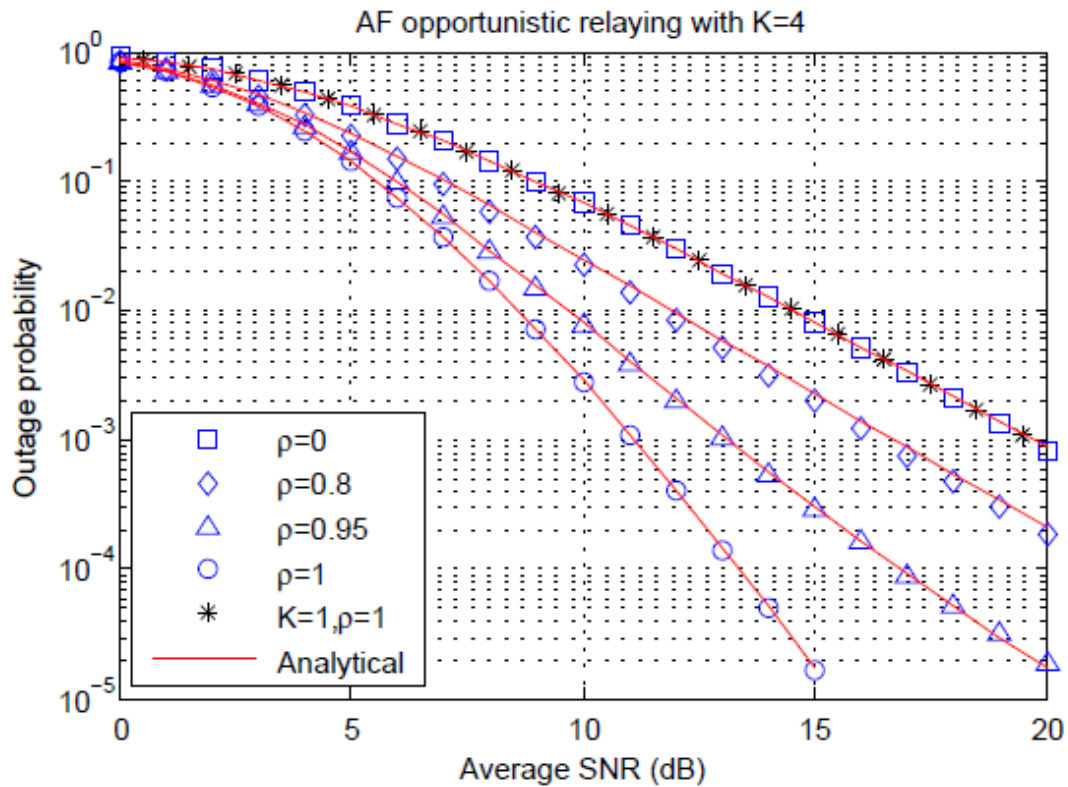 AF opportunistic relaying with K=4
Outage probability
10^0
10^-1
10^-2
10^-3
10^-4
10^-5
ρ=0
ρ=0.8
ρ=0.95
ρ=1
K=1,ρ=1
Analytical
0 5 10 15 20
Average SNR (dB)